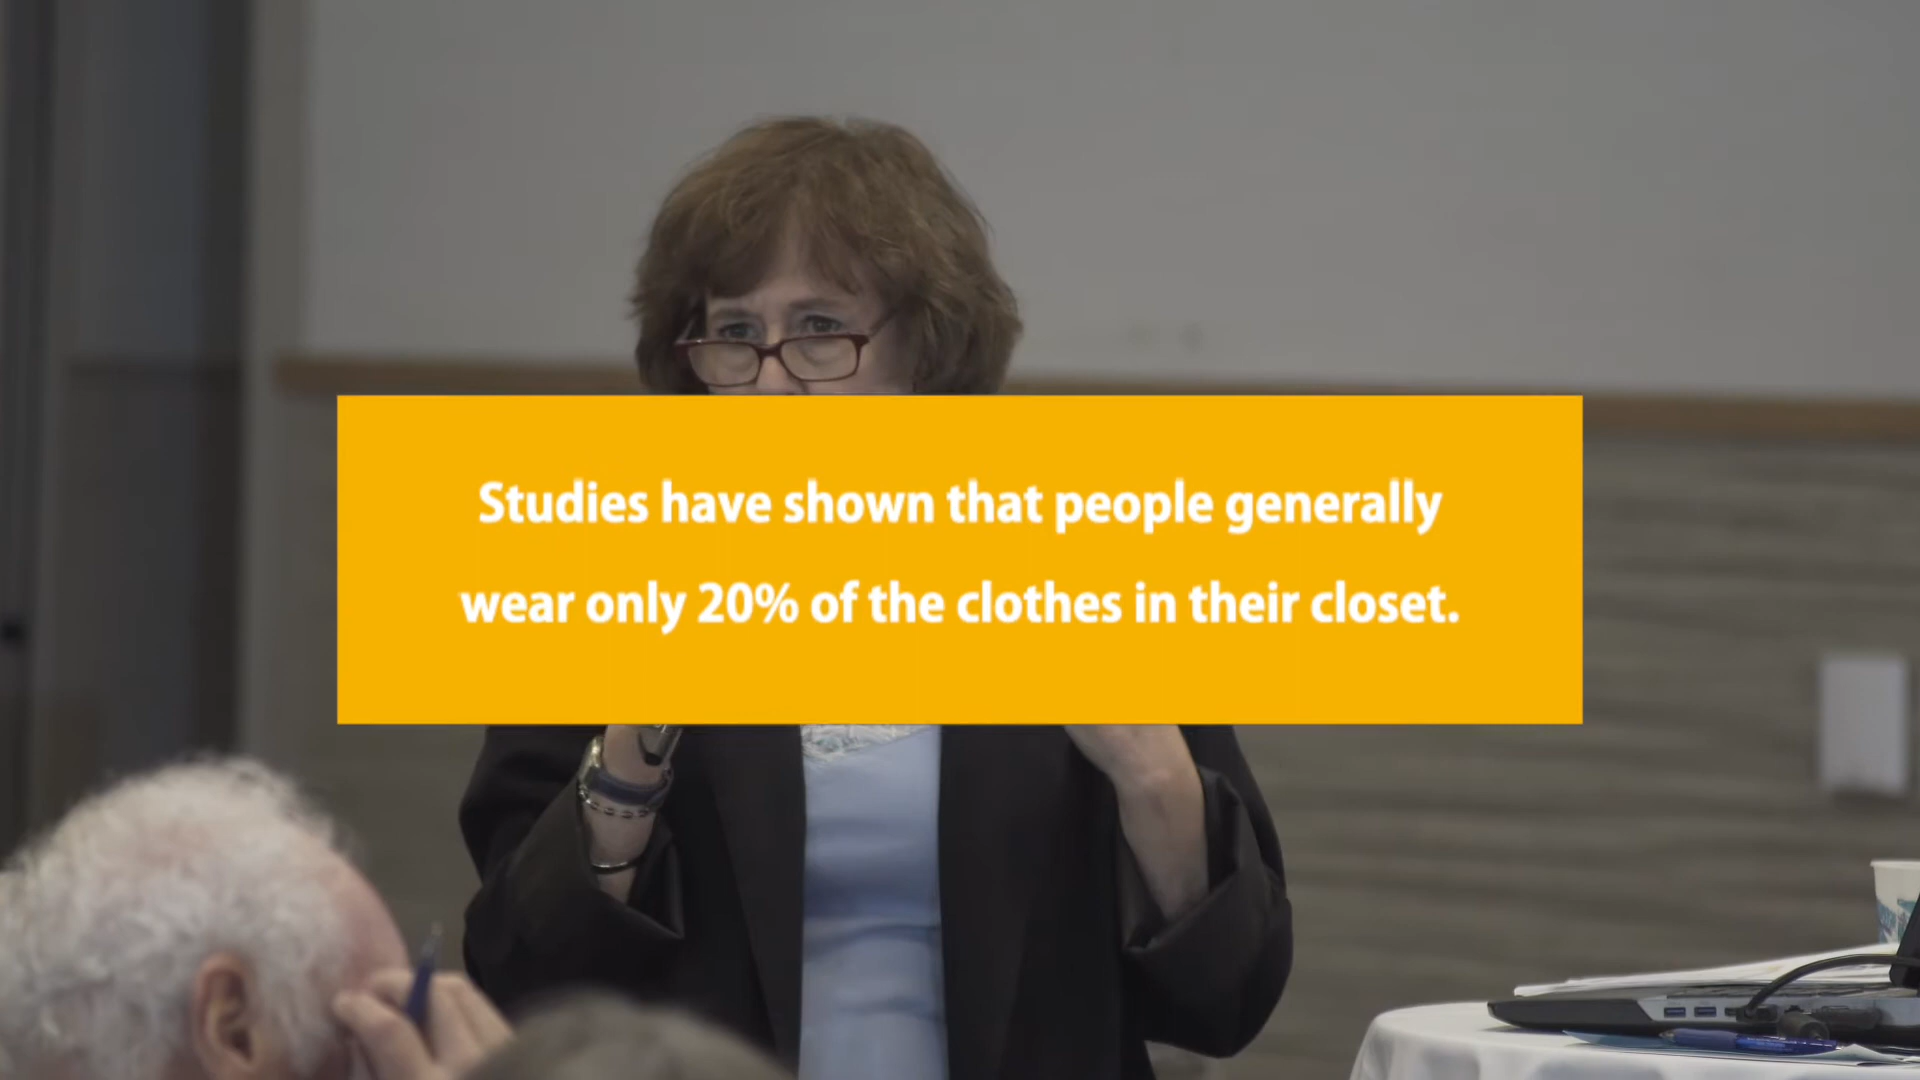 Studies have shown that people generally
wear only 20% of the clothes in their closet.